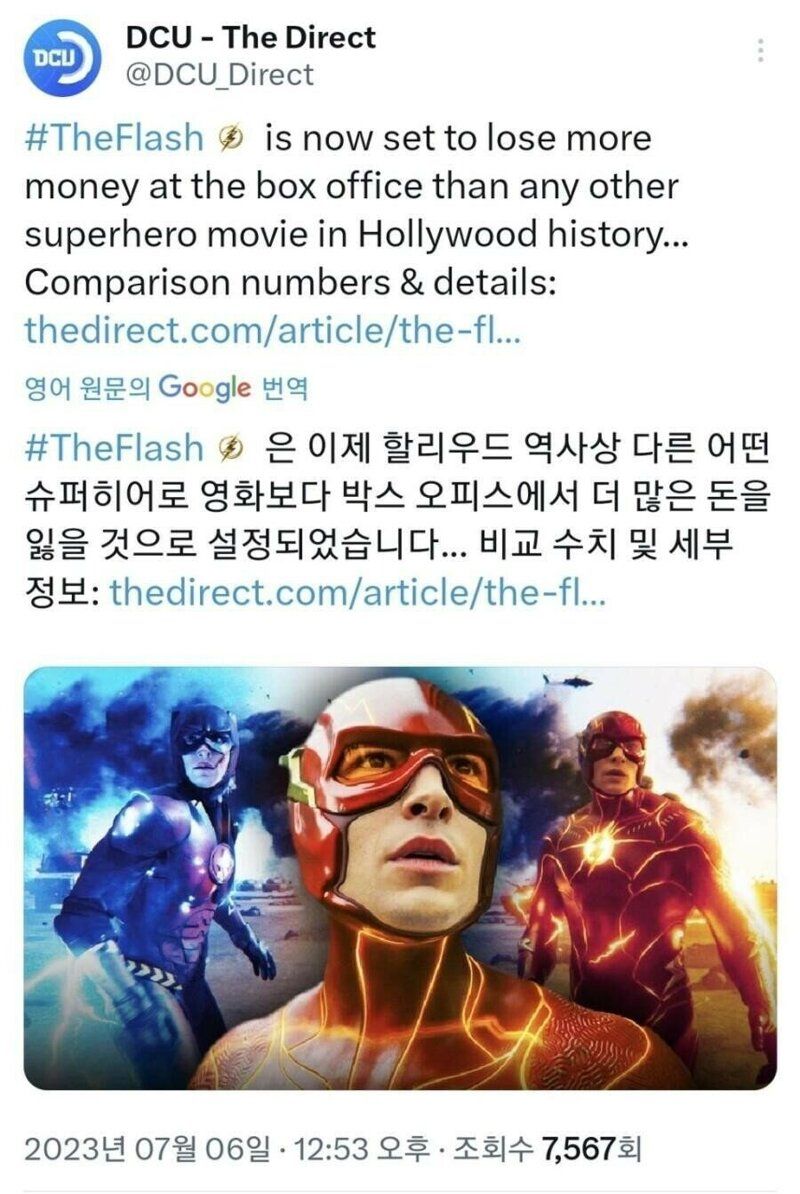 DCU - The Direct
@DCU_Direct
#TheFlash is now set to lose more
money at the box office than any other
superhero movie in Hollywood history...
Comparison numbers & details:
thedirect.com/article/the-fl...
영어 원문의 Google 번역
#TheFlash 은 이제 할리우드 역사상 다른 어떤
슈퍼히어로 영화보다 박스 오피스에서 더 많은 돈을
잃을 것으로 설정되었습니다... 비교 수치 및 세부
정보: thedirect.com/article/the-fl...
2023년 07월 06일 · 12:53 오후 · 조회수 7,567회